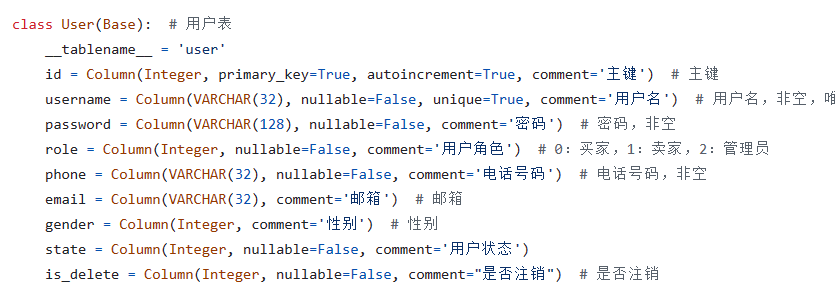 class User(Base):  # 用户表
    __tablename__ = 'user'
    id = Column(Integer, primary_key=True, autoincrement=True, comment='主键')  # 主键
    username = Column(VARCHAR(32), nullable=False, unique=True, comment='用户名')  # 用户名，非空，
    password = Column(VARCHAR(128), nullable=False, comment='密码')  # 密码，非空
    role = Column(Integer, nullable=False, comment='用户角色')  # 0：买家，1：卖家，2：管理员
    phone = Column(VARCHAR(32), nullable=False, comment='电话号码')  # 电话号码，非空
    email = Column(VARCHAR(32), comment='邮箱')  # 邮箱
    gender = Column(Integer, comment='性别')  # 性别
    state = Column(Integer, nullable=False, comment='用户状态')
    is_delete = Column(Integer, nullable=False, comment="是否注销")  # 是否注销